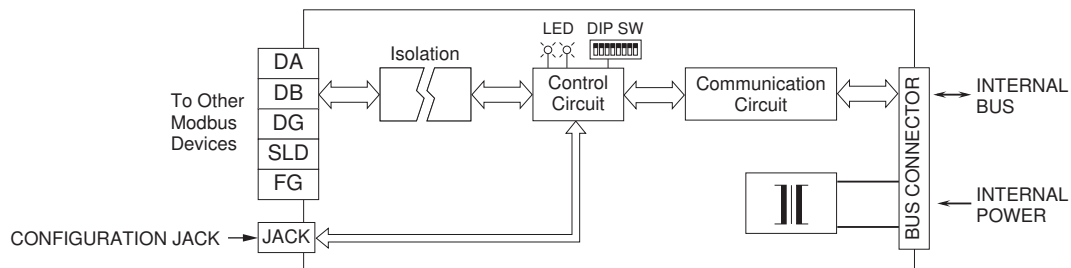 LED
DIP SW
Isolation
DA
DB
DG
SLD
FG
To Other
Modbus
Devices
Control
Circuit
Communication
Circuit
BUS CONNECTOR
INTERNAL
BUS
INTERNAL
POWER
CONFIGURATION JACK
JACK